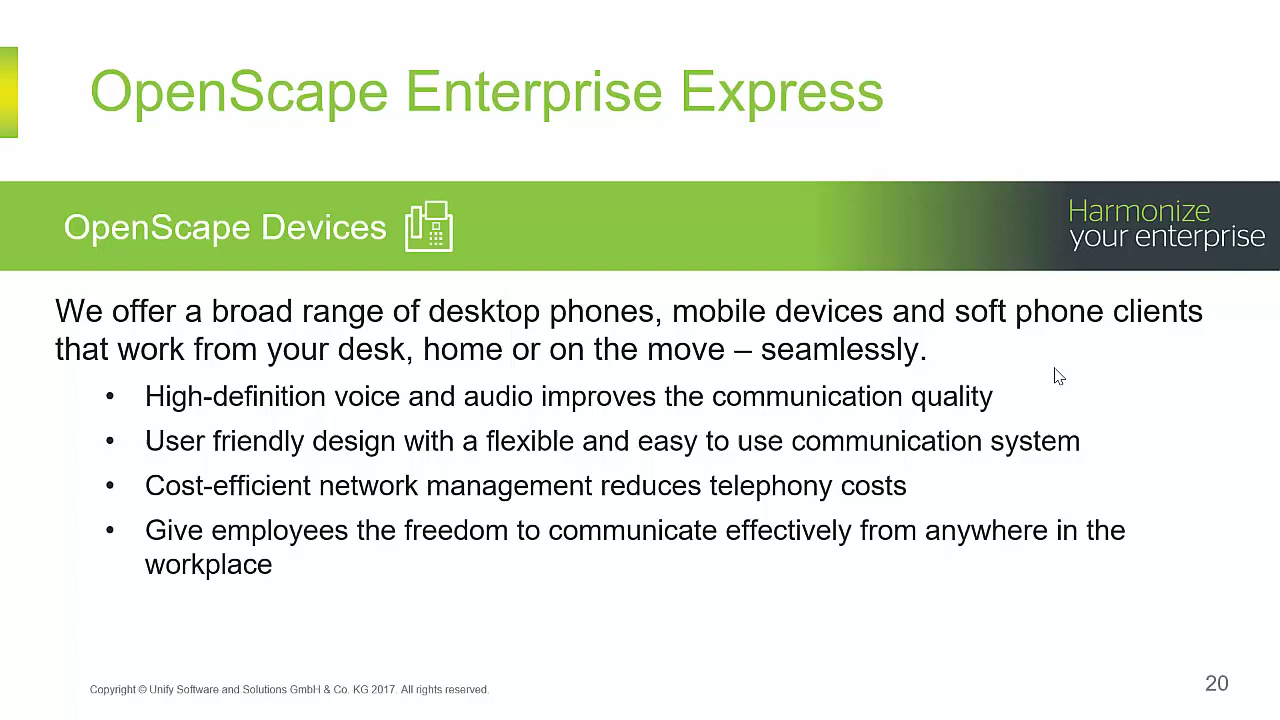 OpenScape Enterprise Express
OpenScape Devices
Harmonize
your enterprise
We offer a broad range of desktop phones, mobile devices and soft phone clients
that work from your desk, home or on the move – seamlessly.
• High-definition voice and audio improves the communication quality
• User friendly design with a flexible and easy to use communication system
• Cost-efficient network management reduces telephony costs
• Give employees the freedom to communicate effectively from anywhere in the
workplace
Copyright © Unify Software and Solutions GmbH & Co. KG 2017. All rights reserved.
20